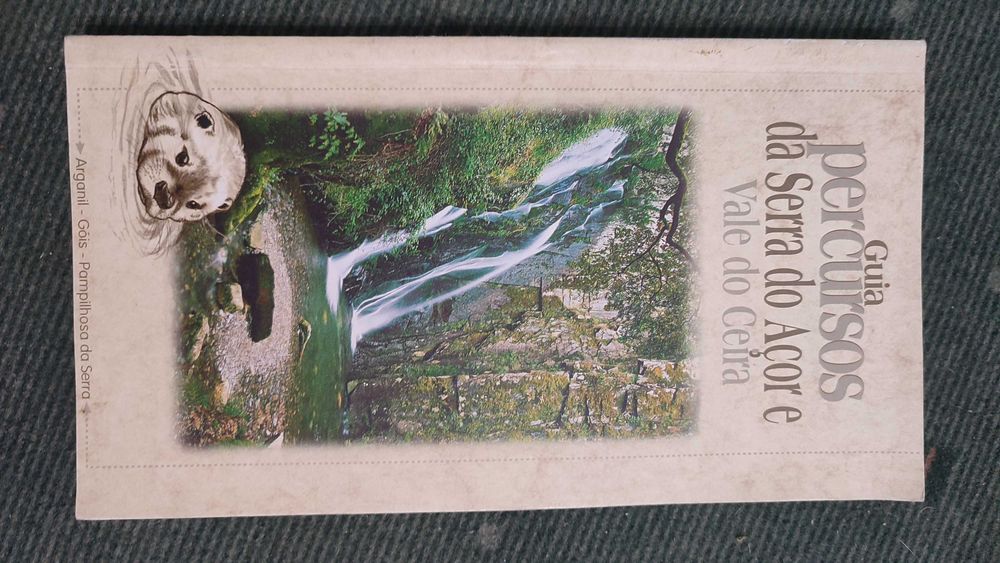 Guia
percursos
da Serra do Açor e
Vale do Ceira
Arganil - Góis - Pampilhosa da Serra